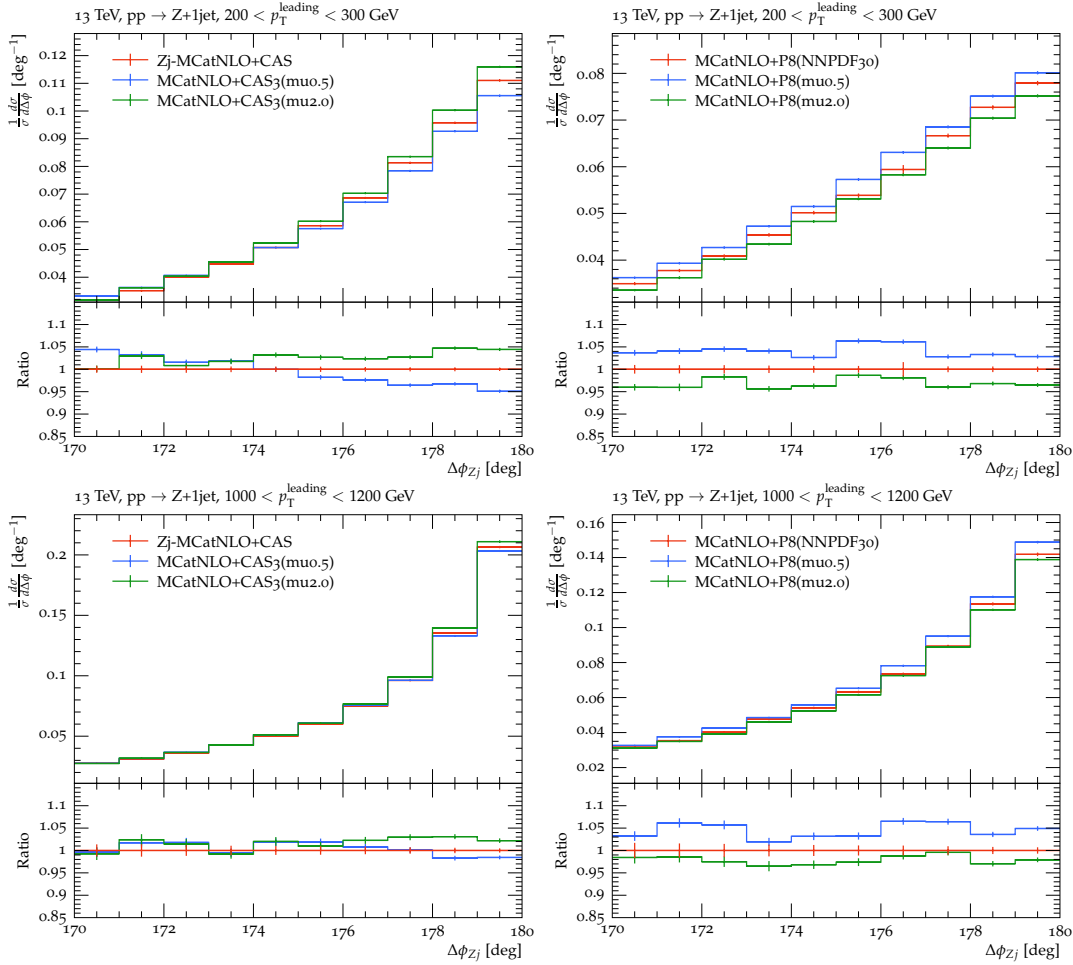 13 TeV, pp → Z+1jet, 200 < p_T^leading < 300 GeV
1/σ dσ/dΔϕ [deg⁻¹]
Zj-MCatNLO+CAS
MCatNLO+CAS3(mu0.5)
MCatNLO+CAS3(mu2.0)
0.12
0.11
0.1
0.09
0.08
0.07
0.06
0.05
0.04
Ratio
1.1
1.05
1
0.95
0.9
0.85
170 172 174 176 178 180
Δϕ_Zj [deg]
13 TeV, pp → Z+1jet, 200 < p_T^leading < 300 GeV
1/σ dσ/dΔϕ [deg⁻¹]
MCatNLO+P8(NNPDF30)
MCatNLO+P8(mu0.5)
MCatNLO+P8(mu2.0)
0.08
0.07
0.06
0.05
0.04
Ratio
1.1
1.05
1
0.95
0.9
0.85
170 172 174 176 178 180
Δϕ_Zj [deg]
13 TeV, pp → Z+1jet, 1000 < p_T^leading < 1200 GeV
1/σ dσ/dΔϕ [deg⁻¹]
Zj-MCatNLO+CAS
MCatNLO+CAS3(mu0.5)
MCatNLO+CAS3(mu2.0)
0.2
0.15
0.1
0.05
Ratio
1.1
1.05
1
0.95
0.9
0.85
170 172 174 176 178 180
Δϕ_Zj [deg]
13 TeV, pp → Z+1jet, 1000 < p_T^leading < 1200 GeV
1/σ dσ/dΔϕ [deg⁻¹]
MCatNLO+P8(NNPDF30)
MCatNLO+P8(mu0.5)
MCatNLO+P8(mu2.0)
0.16
0.14
0.12
0.1
0.08
0.06
0.04
0.02
Ratio
1.1
1.05
1
0.95
0.9
0.85
170 172 174 176 178 180
Δϕ_Zj [deg]